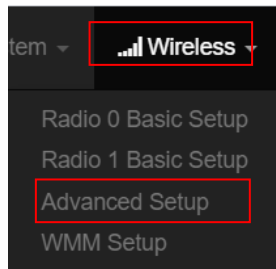 tem
Wireless
Radio 0 Basic Setup
Radio 1 Basic Setup
Advanced Setup
WMM Setup